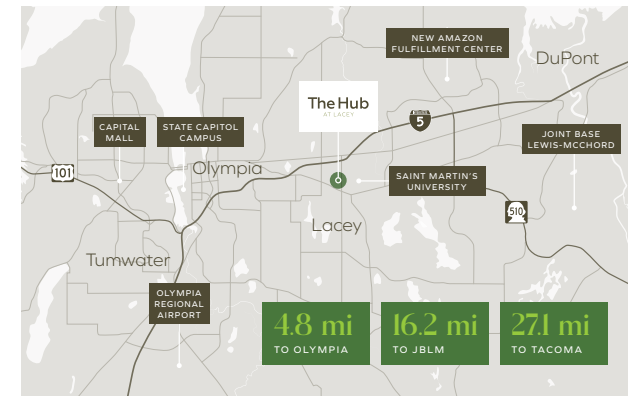 NEW AMAZON
FULFILLMENT CENTER
DuPont
The Hub
AT LACEY
5
CAPITAL
MALL
STATE CAPITOL
CAMPUS
JOINT BASE
LEWIS-MCCHORD
101
Olympia
SAINT MARTIN'S
UNIVERSITY
510
Lacey
Tumwater
OLYMPIA
REGIONAL
AIRPORT
4.8 mi
TO OLYMPIA
16.2 mi
TO JBLM
27.1 mi
TO TACOMA